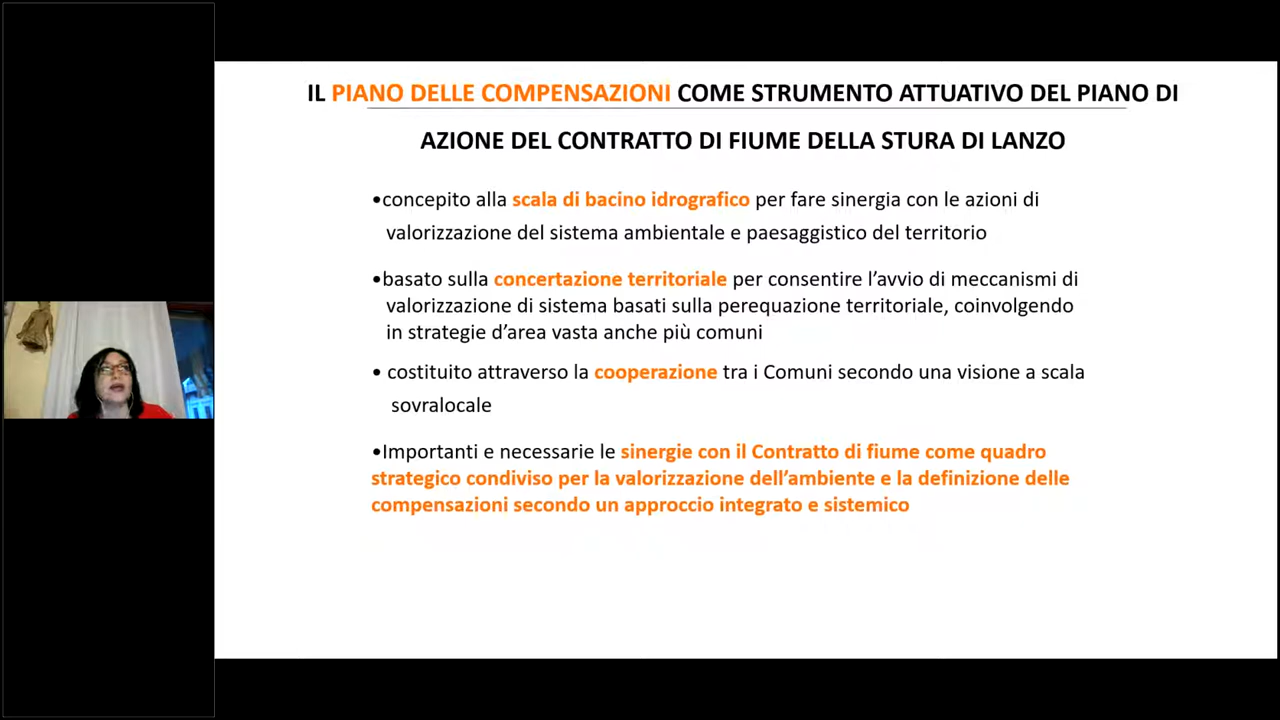 IL PIANO DELLE COMPENSAZIONI COME STRUMENTO ATTUATIVO DEL PIANO DI
AZIONE DEL CONTRATTO DI FIUME DELLA STURA DI LANZO
•concepito alla scala di bacino idrografico per fare sinergia con le azioni di
valorizzazione del sistema ambientale e paesaggistico del territorio
•basato sulla concertazione territoriale per consentire l’avvio di meccanismi di
valorizzazione di sistema basati sulla perequazione territoriale, coinvolgendo
in strategie d’area vasta anche più comuni
• costituito attraverso la cooperazione tra i Comuni secondo una visione a scala
sovralocale
•Importanti e necessarie le sinergie con il Contratto di fiume come quadro
strategico condiviso per la valorizzazione dell’ambiente e la definizione delle
compensazioni secondo un approccio integrato e sistemico